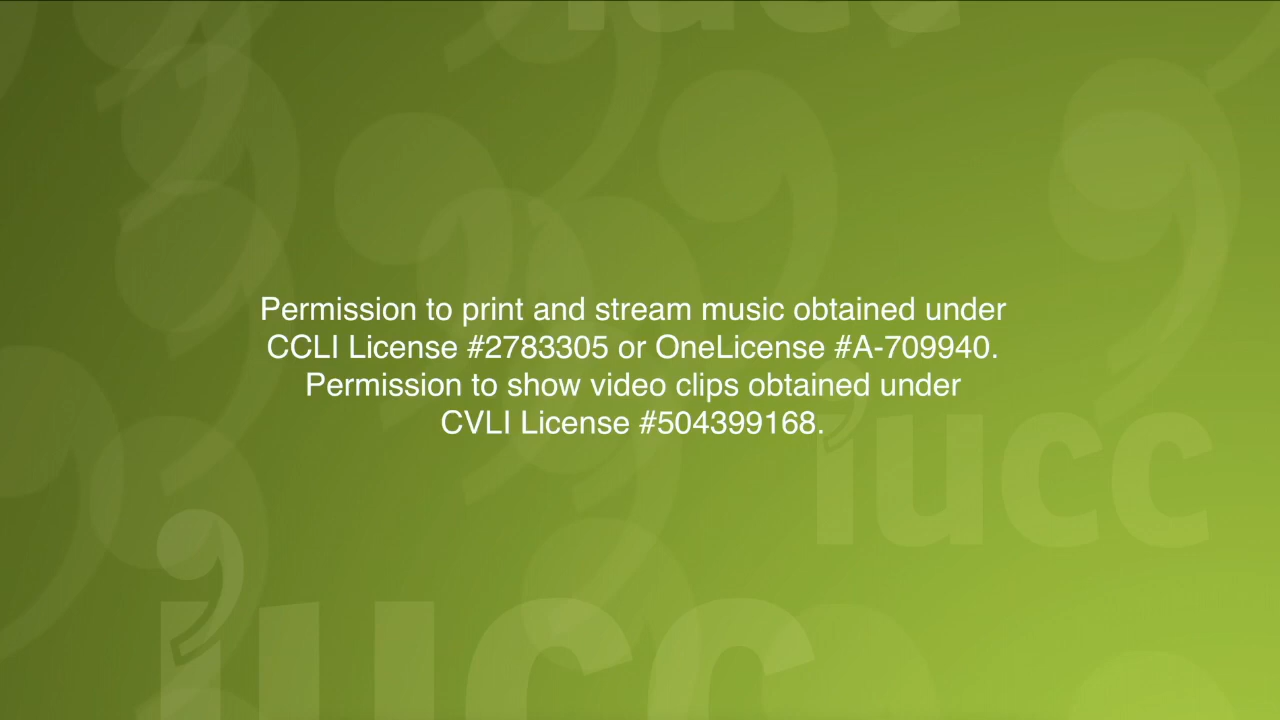 iucc
Permission to print and stream music obtained under
CCLI License #2783305 or OneLicense #A-709940.
Permission to show video clips obtained under
CVLI License #504399168.
iucc
iucc